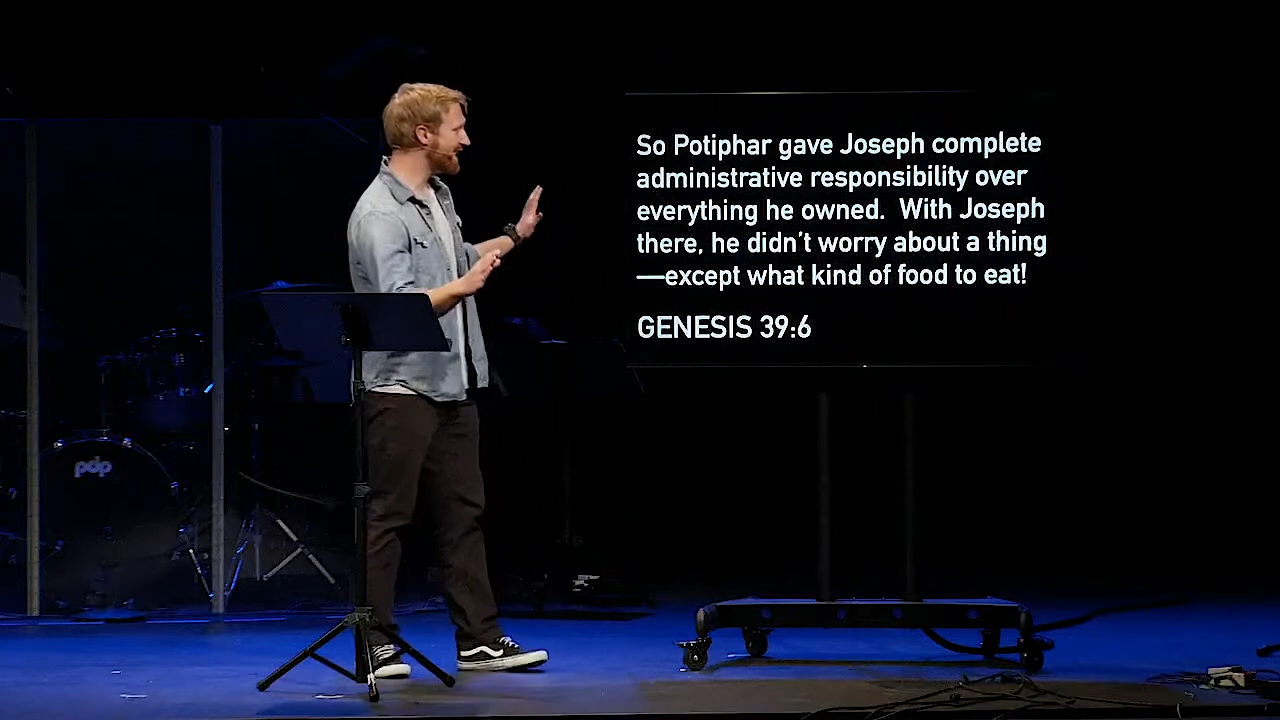 So Potiphar gave Joseph complete
administrative responsibility over
everything he owned.  With Joseph
there, he didn't worry about a thing
—except what kind of food to eat!
GENESIS 39:6
pdp